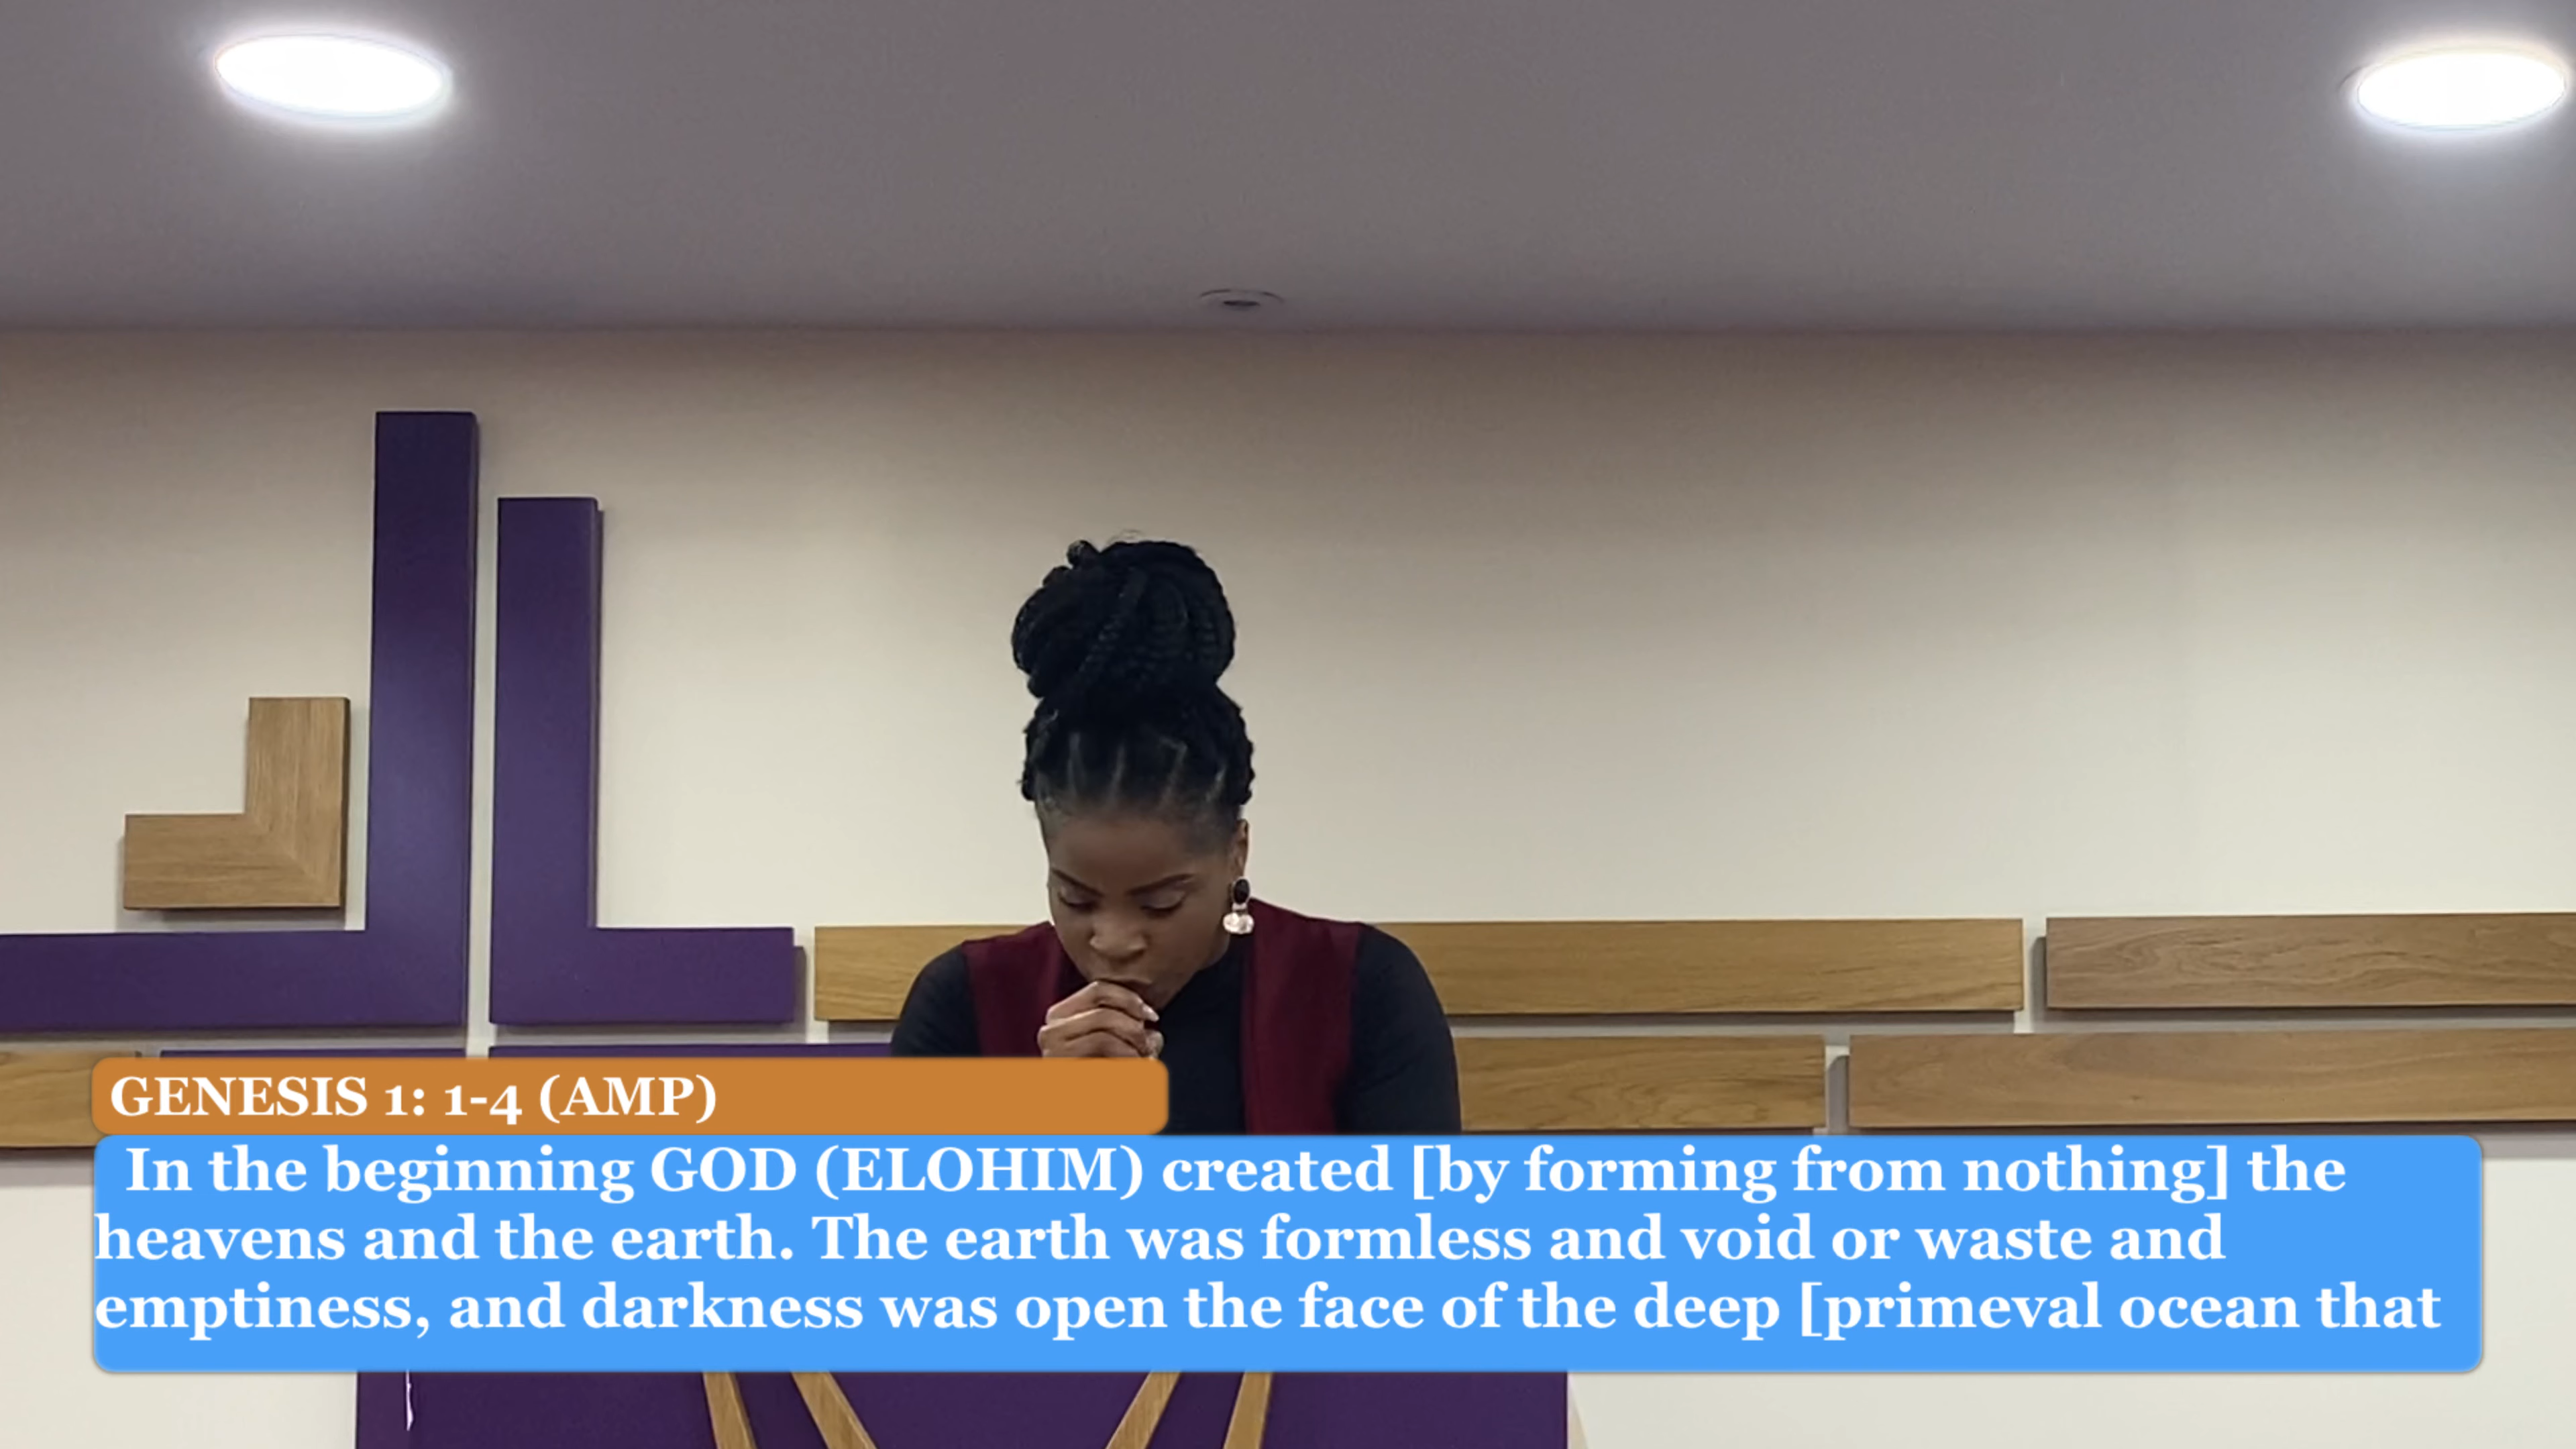 GENESIS 1: 1-4 (AMP)
In the beginning GOD (ELOHIM) created [by forming from nothing] the
heavens and the earth. The earth was formless and void or waste and
emptiness, and darkness was open the face of the deep [primeval ocean that